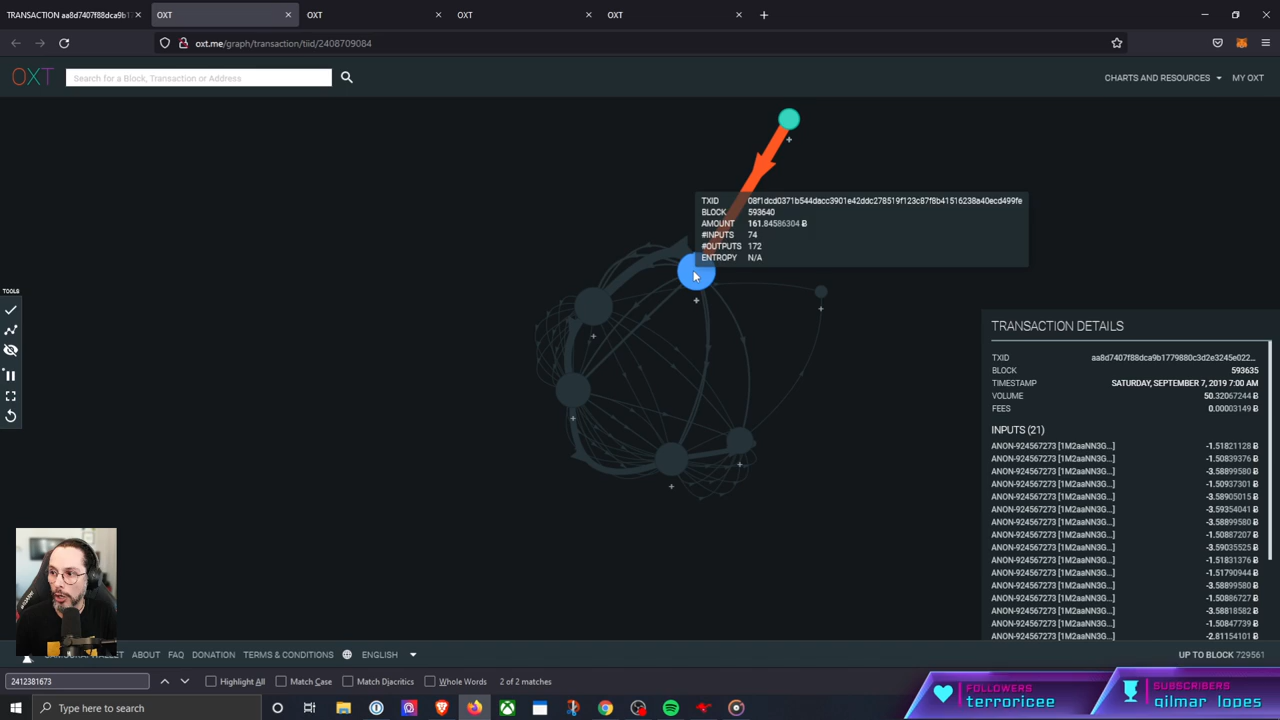 TRANSACTION aa8d7407f88dca9b1
OXT
OXT
OXT
OXT
oxt.me/graph/transaction/tiid/2408709084
OXT
Search for a Block, Transaction or Address
CHARTS AND RESOURCES
MY OXT
TXID 08f1dcd0371b544dacc3901e42ddc278519f123c87f8b41516238a40ecd499fe
BLOCK 593640
AMOUNT 161.84586304 Ƀ
#INPUTS 74
#OUTPUTS 172
ENTROPY N/A
TOOLS
TRANSACTION DETAILS
TXID aa8d7407f88dca9b1779880c3d2e3245e022...
BLOCK 593635
TIMESTAMP SATURDAY, SEPTEMBER 7, 2019 7:00 AM
VOLUME 50.32067244 Ƀ
FEES 0.00003149 Ƀ
INPUTS (21)
ANON-924567273 [1M2aaNN3G...] -1.51821128 Ƀ
ANON-924567273 [1M2aaNN3G...] -1.50839376 Ƀ
ANON-924567273 [1M2aaNN3G...] -3.58899580 Ƀ
ANON-924567273 [1M2aaNN3G...] -1.50937301 Ƀ
ANON-924567273 [1M2aaNN3G...] -3.58905015 Ƀ
ANON-924567273 [1M2aaNN3G...] -3.59354041 Ƀ
ANON-924567273 [1M2aaNN3G...] -3.58899580 Ƀ
ANON-924567273 [1M2aaNN3G...] -1.50887207 Ƀ
ANON-924567273 [1M2aaNN3G...] -3.59035525 Ƀ
ANON-924567273 [1M2aaNN3G...] -1.51831376 Ƀ
ANON-924567273 [1M2aaNN3G...] -1.51790944 Ƀ
ANON-924567273 [1M2aaNN3G...] -3.58899580 Ƀ
ANON-924567273 [1M2aaNN3G...] -1.50886727 Ƀ
ANON-924567273 [1M2aaNN3G...] -3.58818582 Ƀ
ANON-924567273 [1M2aaNN3G...] -1.50847739 Ƀ
ANON-924567273 [1M2aaNN3G...] -2.81154101 Ƀ
WALLET
ABOUT
FAQ
DONATION
TERMS & CONDITIONS
ENGLISH
UP TO BLOCK 729561
2412381673
Highlight All
Match Case
Match Diacritics
Whole Words
2 of 2 matches
FOLLOWERS
terroricee
SUBSCRIBERS
gilmar_lopes
Type here to search